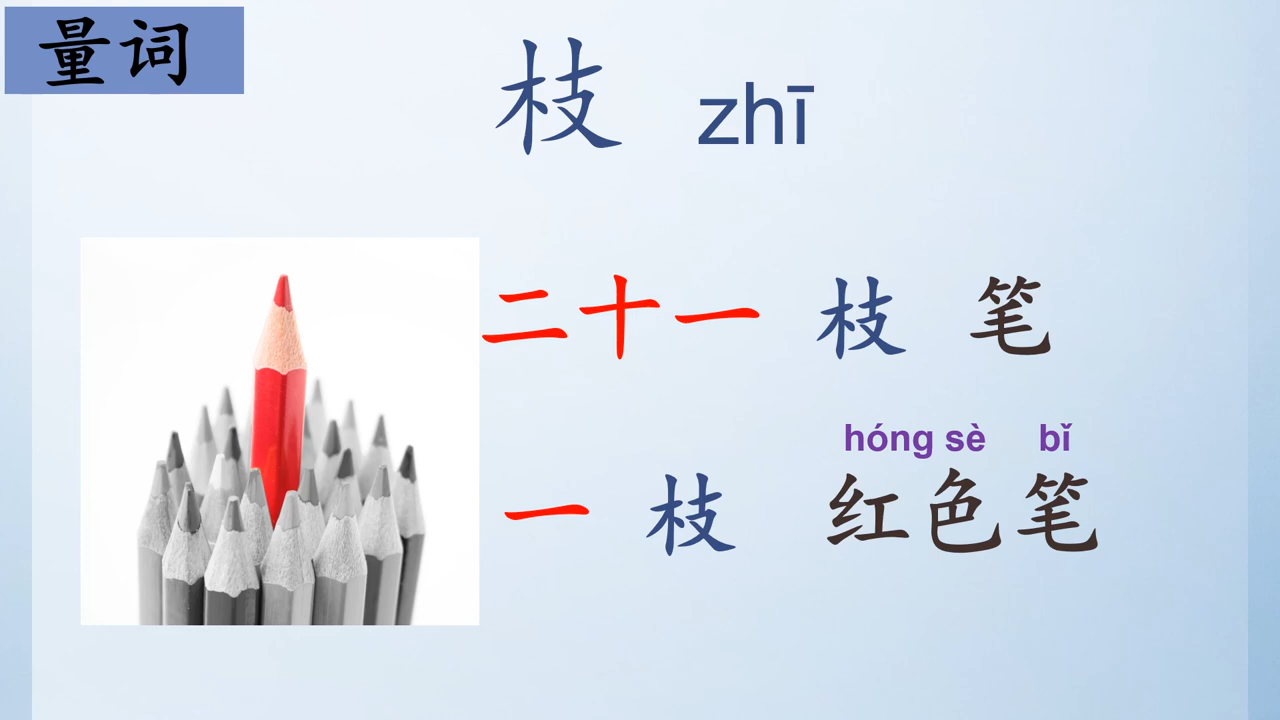 量词
枝 zhī
二十一 枝 笔
hóng sè bǐ
一 枝 红色笔